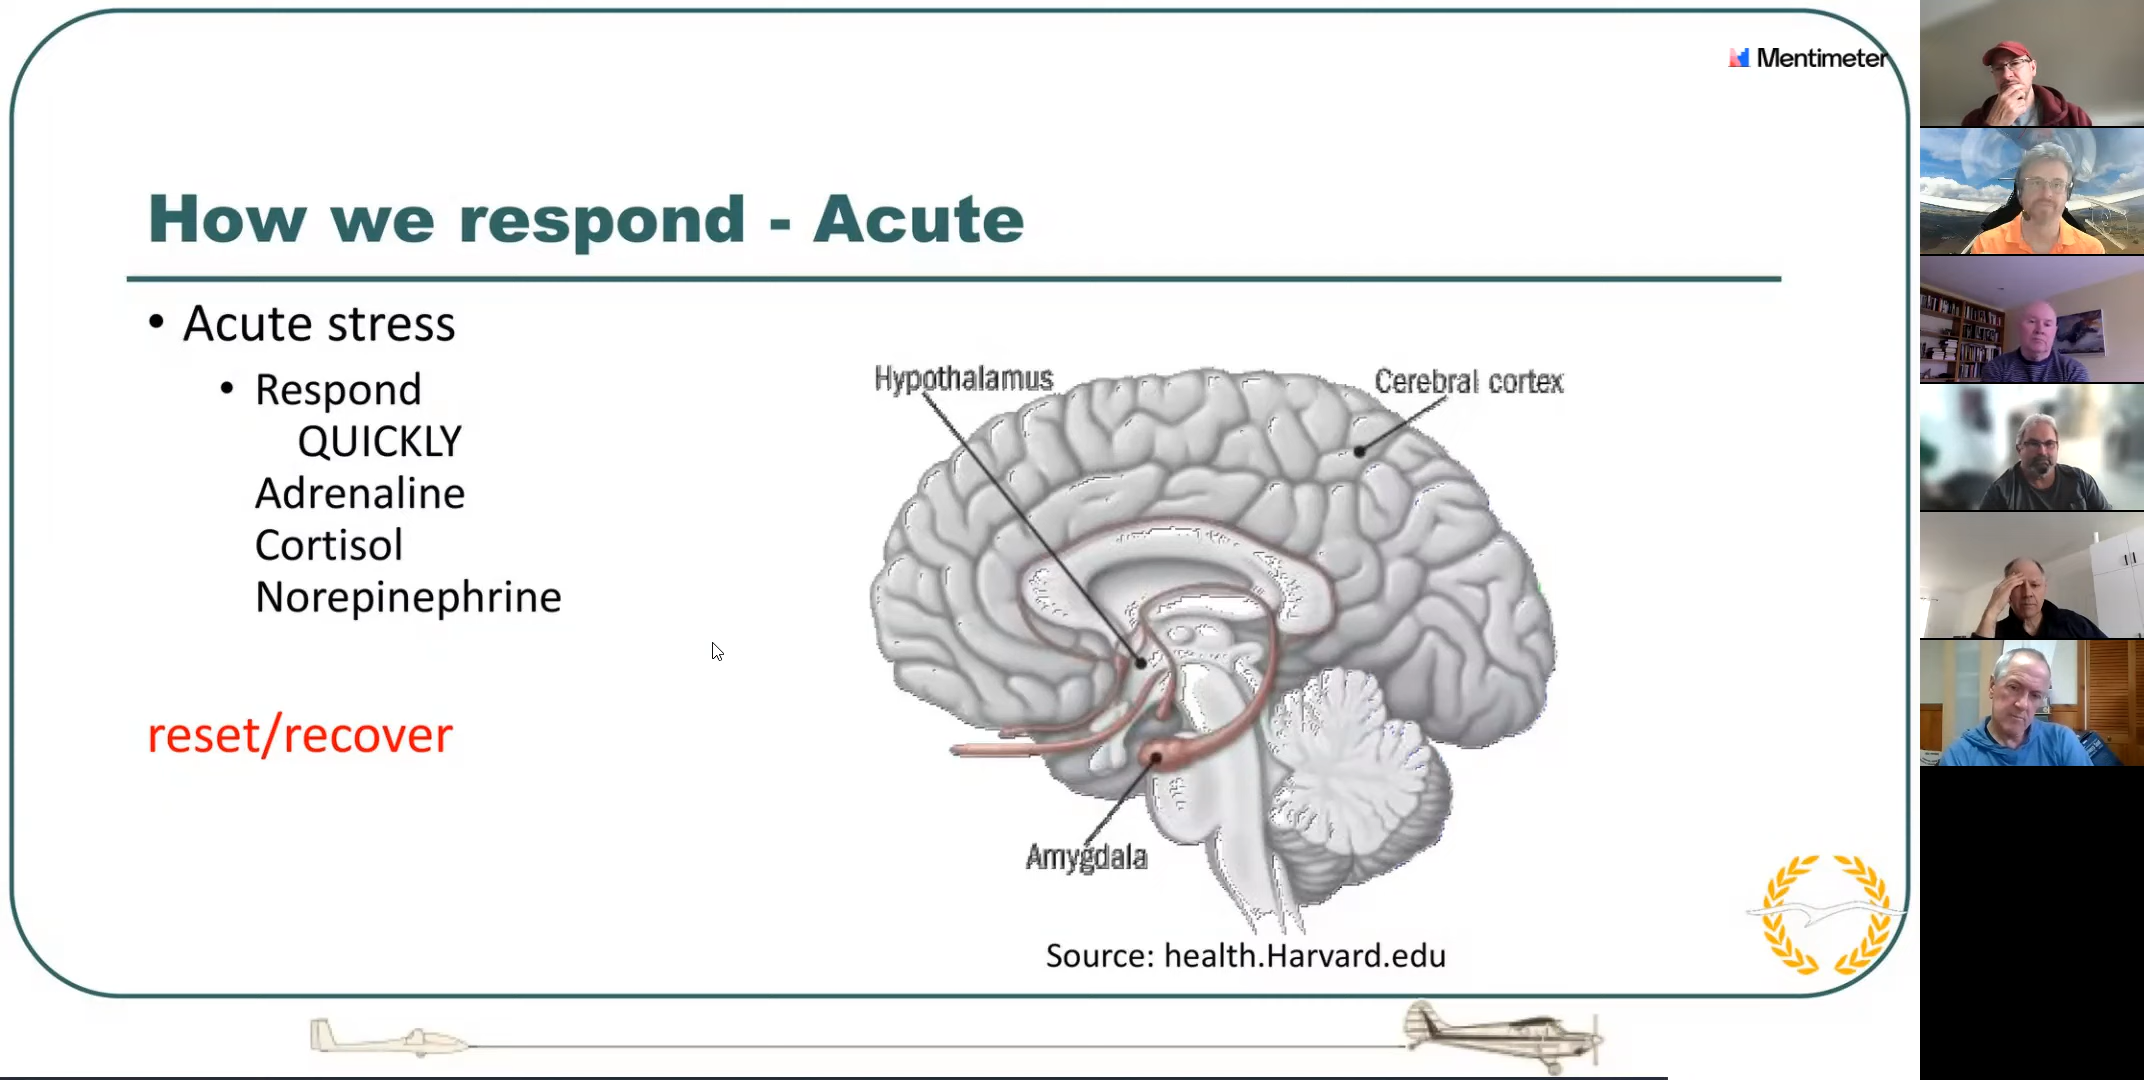 Mentimeter
How we respond - Acute
• Acute stress
• Respond
QUICKLY
Adrenaline
Cortisol
Norepinephrine
reset/recover
Hypothalamus
Cerebral cortex
Amygdala
Source: health.Harvard.edu